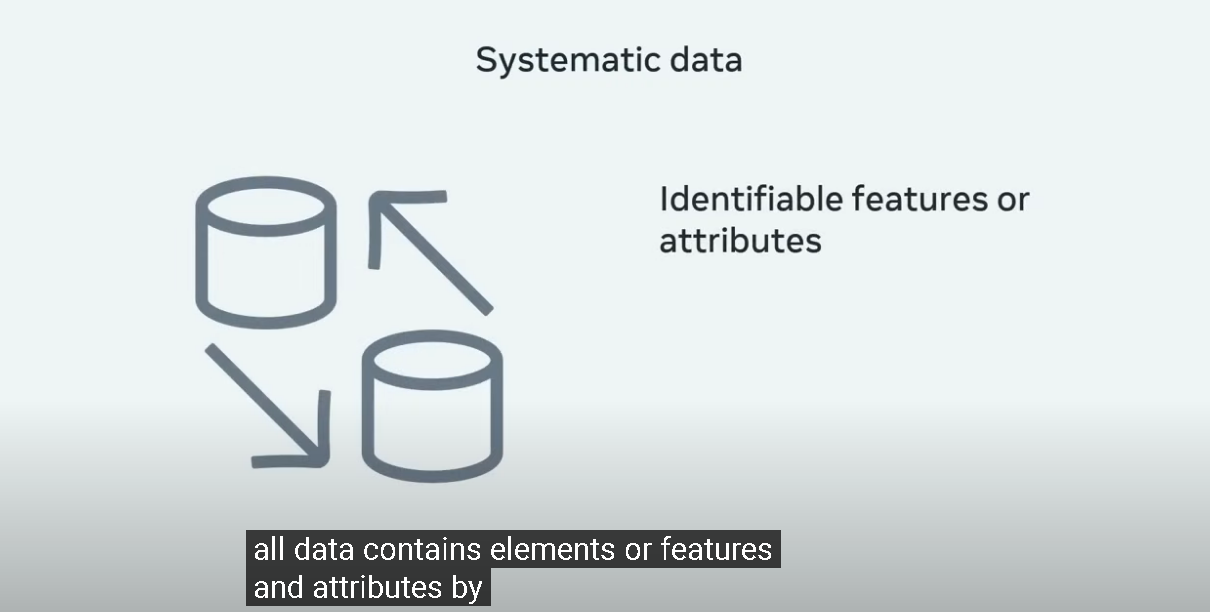 Systematic data
Identifiable features or
attributes
all data contains elements or features
and attributes by